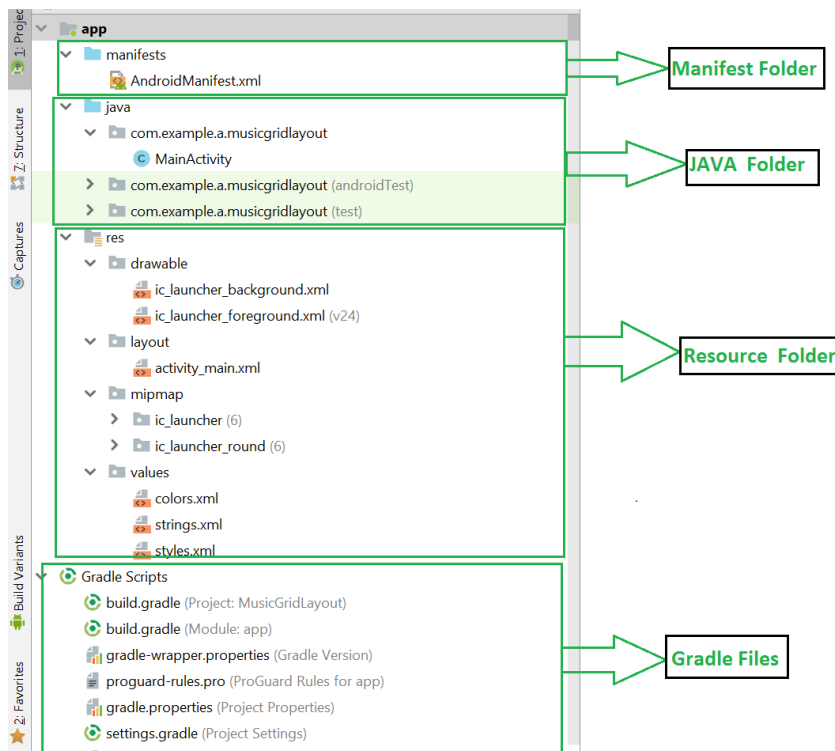 1: Projec
7: Structure
Captures
Build Variants
2: Favorites
app
manifests
AndroidManifest.xml
java
com.example.a.musicgridlayout
C MainActivity
com.example.a.musicgridlayout (androidTest)
com.example.a.musicgridlayout (test)
res
drawable
ic_launcher_background.xml
ic_launcher_foreground.xml (v24)
layout
activity_main.xml
mipmap
ic_launcher (6)
ic_launcher_round (6)
values
colors.xml
strings.xml
styles.xml
Gradle Scripts
build.gradle (Project: MusicGridLayout)
build.gradle (Module: app)
gradle-wrapper.properties (Gradle Version)
proguard-rules.pro (ProGuard Rules for app)
gradle.properties (Project Properties)
settings.gradle (Project Settings)
Manifest Folder
JAVA Folder
Resource Folder
Gradle Files